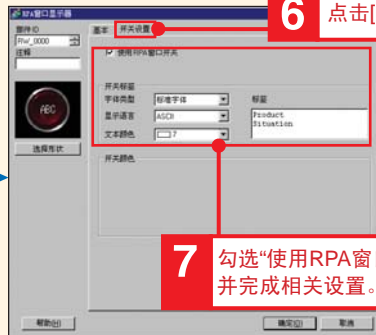 RPA窗口显示器
部件ID
RW_0000
注释
ABC
选择形状
基本 开关设置
使用RPA窗口开关
开关标签
字体类型 标准字体
显示语言 ASCII
文本颜色 7
标签
Product
Situation
开关颜色
帮助(H)
确定(O) 取消
6 点击[
7 勾选“使用RPA窗
并完成相关设置。